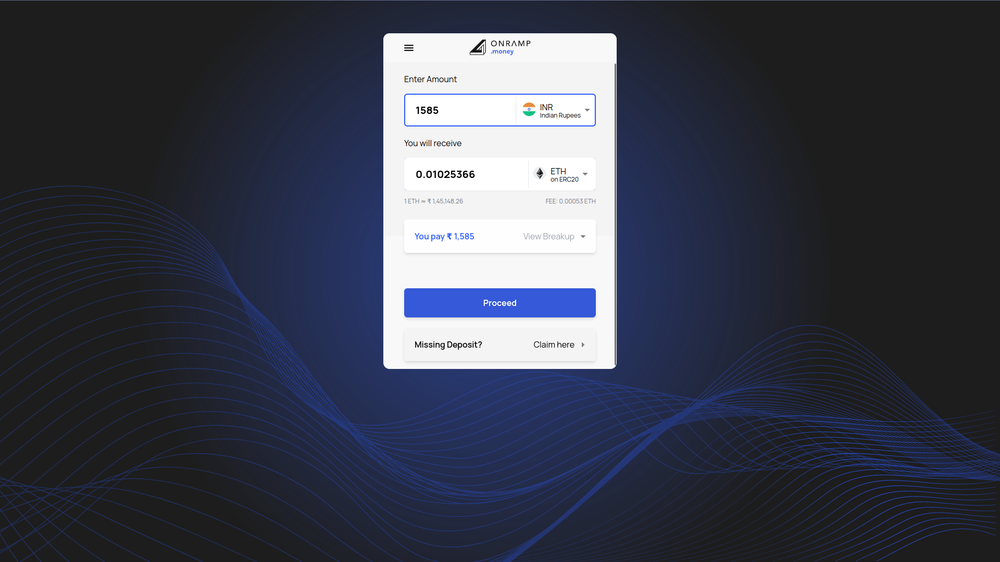 ONRAMP
.money
Enter Amount
1585
INR
Indian Rupees
You will receive
0.01025366
ETH
on ERC20
1 ETH ≈ ₹ 1,45,148.26
FEE: 0.00053 ETH
You pay ₹ 1,585
View Breakup
Proceed
Missing Deposit?
Claim here